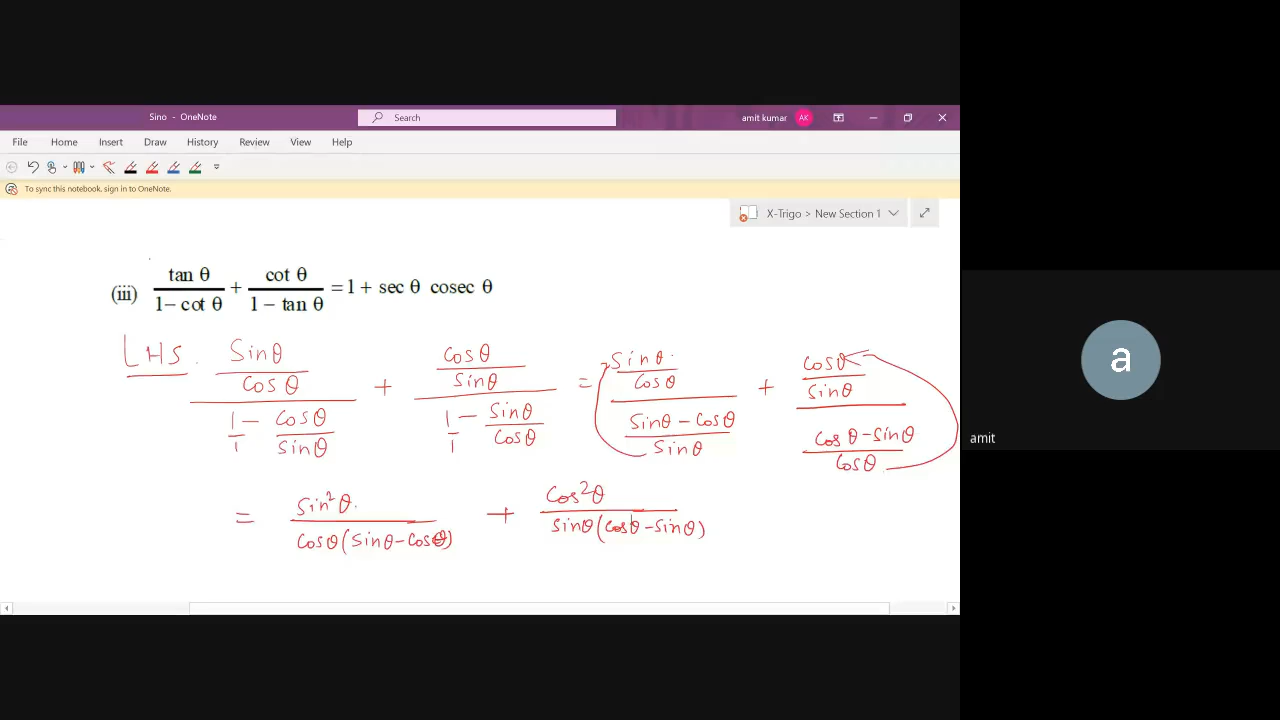 Sino - OneNote
Search
amit kumar AK
File Home Insert Draw History Review View Help
To sync this notebook, sign in to OneNote.
X-Trigo > New Section 1
(iii) tan θ / 1− cot θ + cot θ / 1 − tan θ = 1 + sec θ cosec θ
LHS. (Sinθ / Cosθ) / (1/1 − Cosθ / Sinθ) + (Cosθ / Sinθ) / (1/1 − Sinθ / Cosθ) = (Sinθ / Cosθ) / ((Sinθ − Cosθ) / Sinθ) + (Cosθ / Sinθ) / ((Cosθ − Sinθ) / Cosθ)
= Sin²θ / Cosθ(Sinθ − Cosθ) + Cos²θ / Sinθ(Cosθ − Sinθ)
a
amit